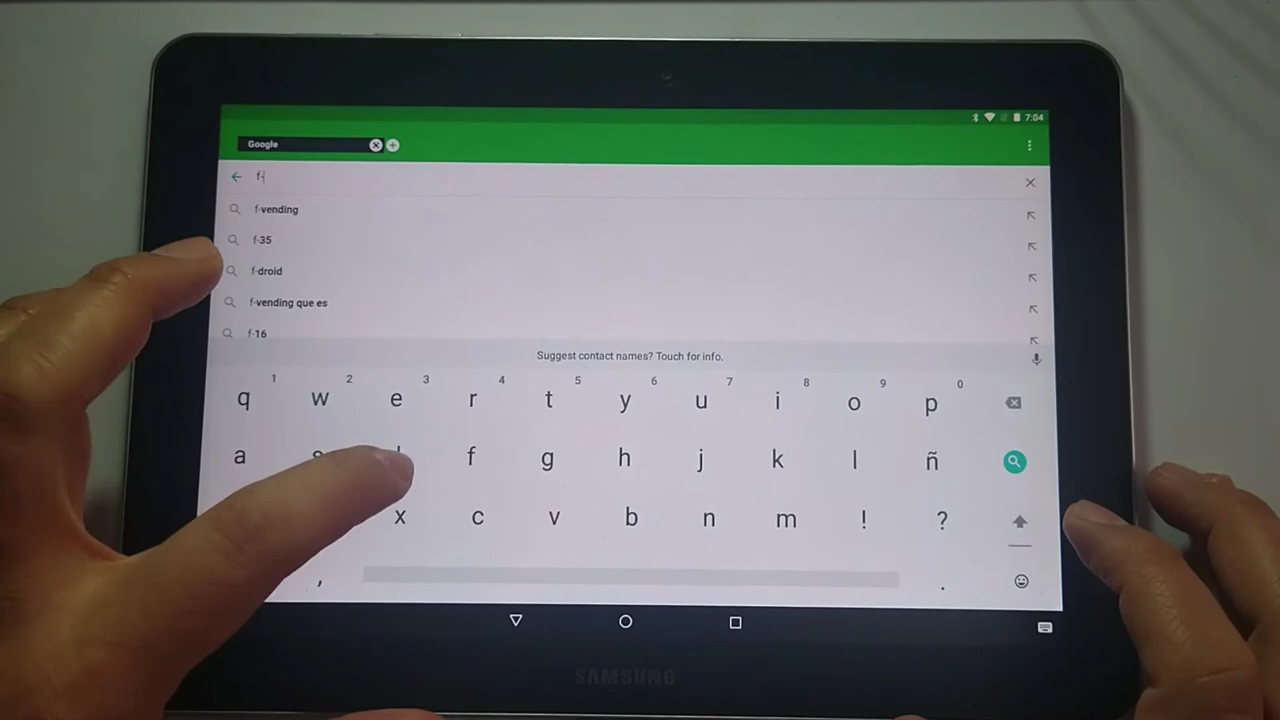 7:04
Google
f-
f-vending
f-35
f-droid
f-vending que es
f-16
Suggest contact names? Touch for info.
1 2 3 4 5 6 7 8 9 0
q w e r t y u i o p
a s f g h j k l ñ
x c v b n m ! ?
, .
SAMSUNG